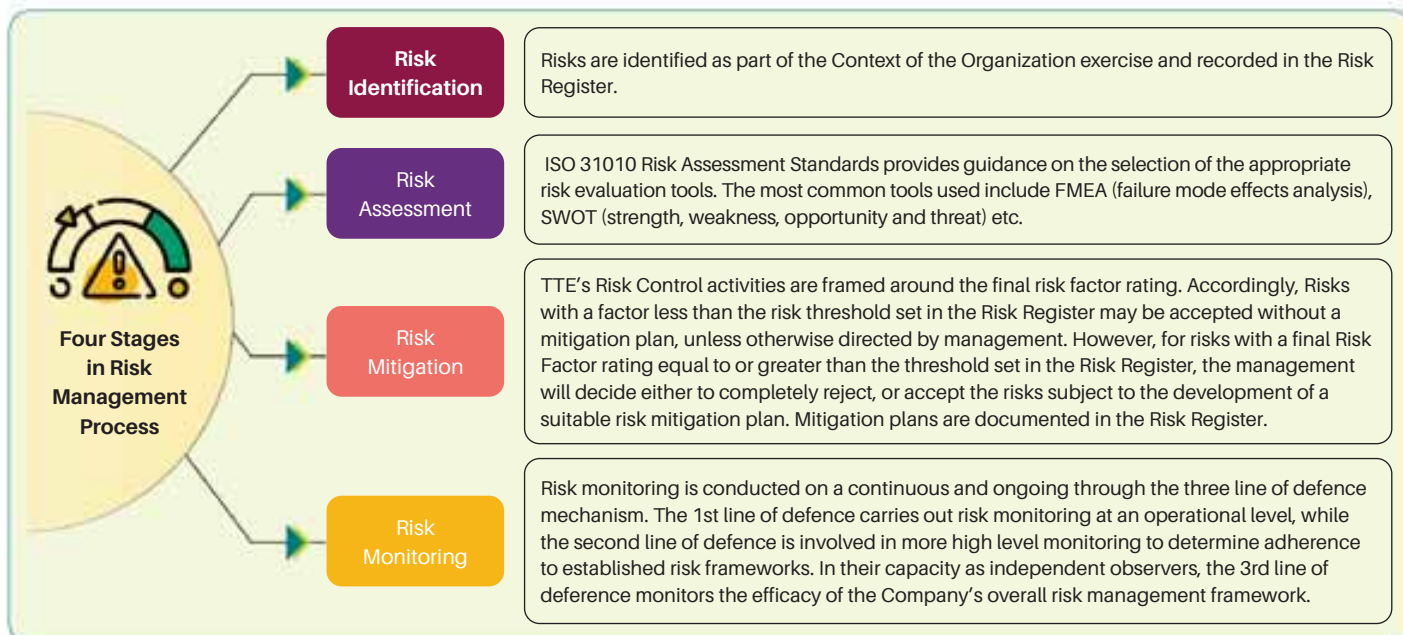 Four Stages
in Risk
Management
Process
Risk
Identification
Risks are identified as part of the Context of the Organization exercise and recorded in the Risk
Register.
Risk
Assessment
ISO 31010 Risk Assessment Standards provides guidance on the selection of the appropriate
risk evaluation tools. The most common tools used include FMEA (failure mode effects analysis),
SWOT (strength, weakness, opportunity and threat) etc.
Risk
Mitigation
TTE’s Risk Control activities are framed around the final risk factor rating. Accordingly, Risks
with a factor less than the risk threshold set in the Risk Register may be accepted without a
mitigation plan, unless otherwise directed by management. However, for risks with a final Risk
Factor rating equal to or greater than the threshold set in the Risk Register, the management
will decide either to completely reject, or accept the risks subject to the development of a
suitable risk mitigation plan. Mitigation plans are documented in the Risk Register.
Risk
Monitoring
Risk monitoring is conducted on a continuous and ongoing through the three line of defence
mechanism. The 1st line of defence carries out risk monitoring at an operational level, while
the second line of defence is involved in more high level monitoring to determine adherence
to established risk frameworks. In their capacity as independent observers, the 3rd line of
deference monitors the efficacy of the Company’s overall risk management framework.